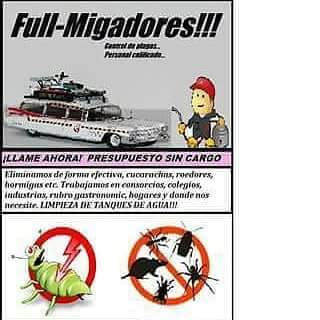 Full-Migadores!!!
Control de plagas..
Personal calificado..
¡LLAME AHORA! PRESUPUESTO SIN CARGO
Eliminamos de forma efectiva, cucarachas, roedores,
hormigas etc. Trabajamos en consorcios, colegios,
industrias, rubro gastronomic, hogares y donde nos
necesite. LIMPIEZA DE TANQUES DE AGUA!!!